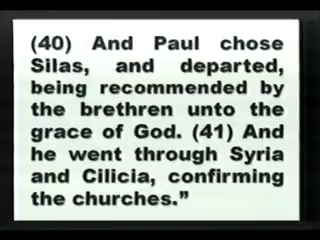 (40) And Paul chose
Silas, and departed,
being recommended by
the brethren unto the
grace of God. (41) And
he went through Syria
and Cilicia, confirming
the churches.”